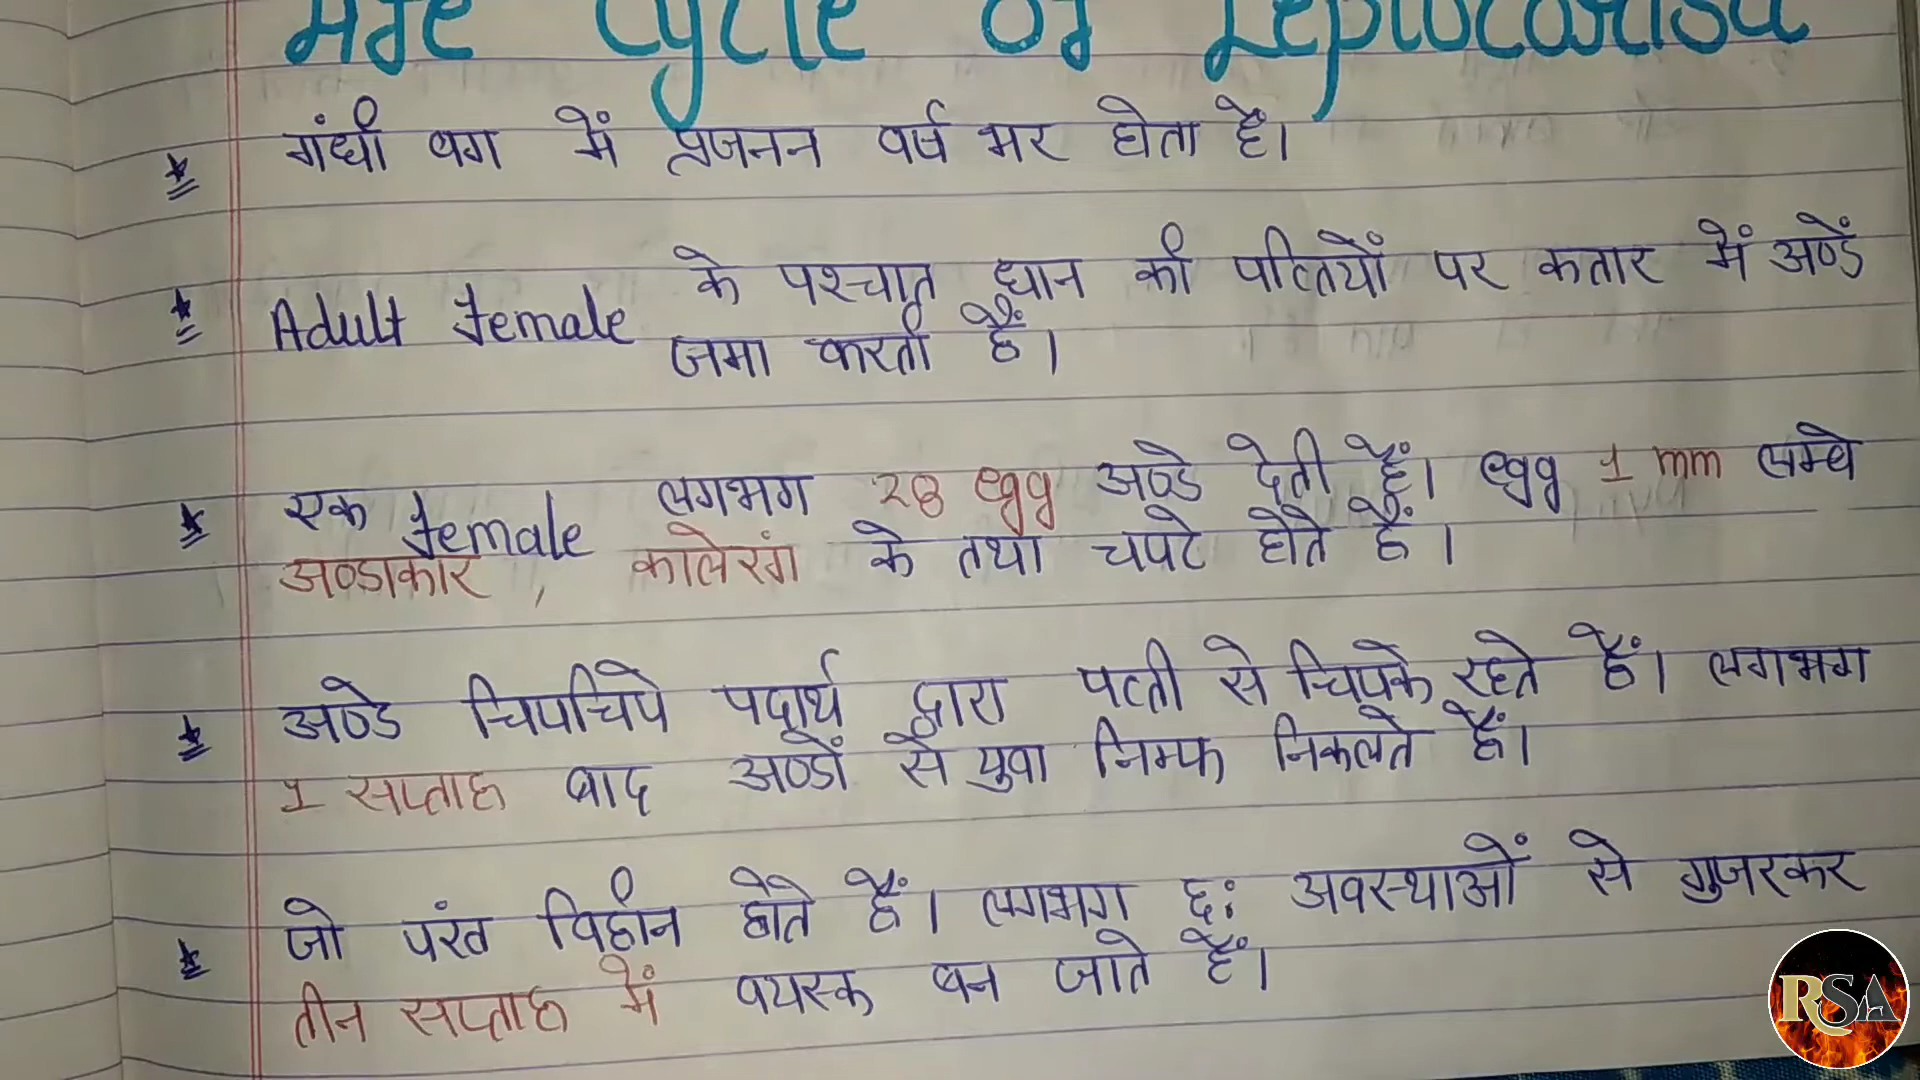 Life Cycle of Leptocorisa
गंधी बग में प्रजनन वर्ष भर होता है।
Adult female के पश्चात् धान की पत्तियों पर कतार में अण्डें
जमा करती हैं।
एक female लगभग 28 egg अण्डे देती हैं। egg 1 mm लम्बे
अण्डाकार, काले रंग के तथा चपटे होते हैं।
अण्डे चिपचिपे पदार्थ द्वारा पत्ती से चिपके रहते हैं। लगभग
1 सप्ताह बाद अण्डों से युवा निम्फ निकलते हैं।
जो पंख विहीन होते हैं। लगभग छः अवस्थाओं से गुजरकर
तीन सप्ताह में वयस्क बन जाते हैं।
RSA